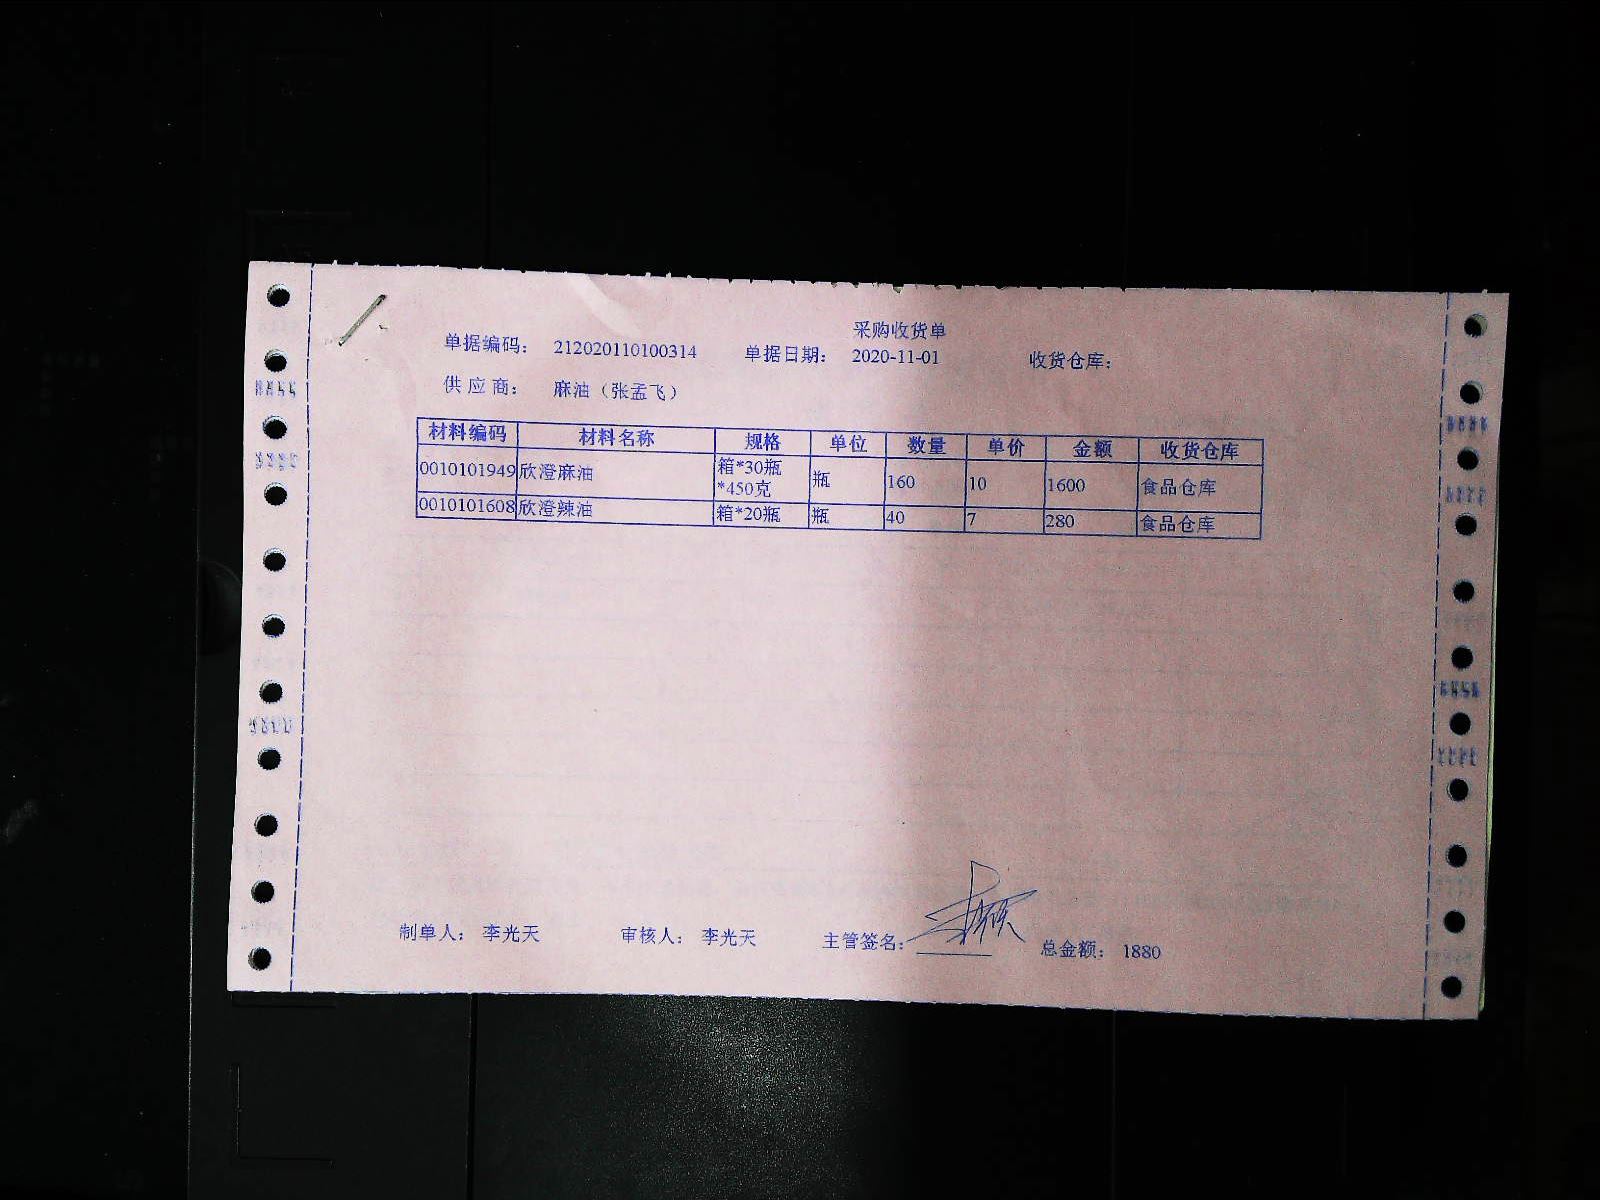 采购收货单
单据编码： 212020110100314 单据日期： 2020-11-01 收货仓库：
供 应 商： 麻油（张孟飞）
材料编码 材料名称 规格 单位 数量 单价 金额 收货仓库
0010101949 欣澄麻油 箱*30瓶*450克 瓶 160 10 1600 食品仓库
0010101608 欣澄辣油 箱*20瓶 瓶 40 7 280 食品仓库
制单人： 李光天 审核人： 李光天 主管签名： 总金额： 1880